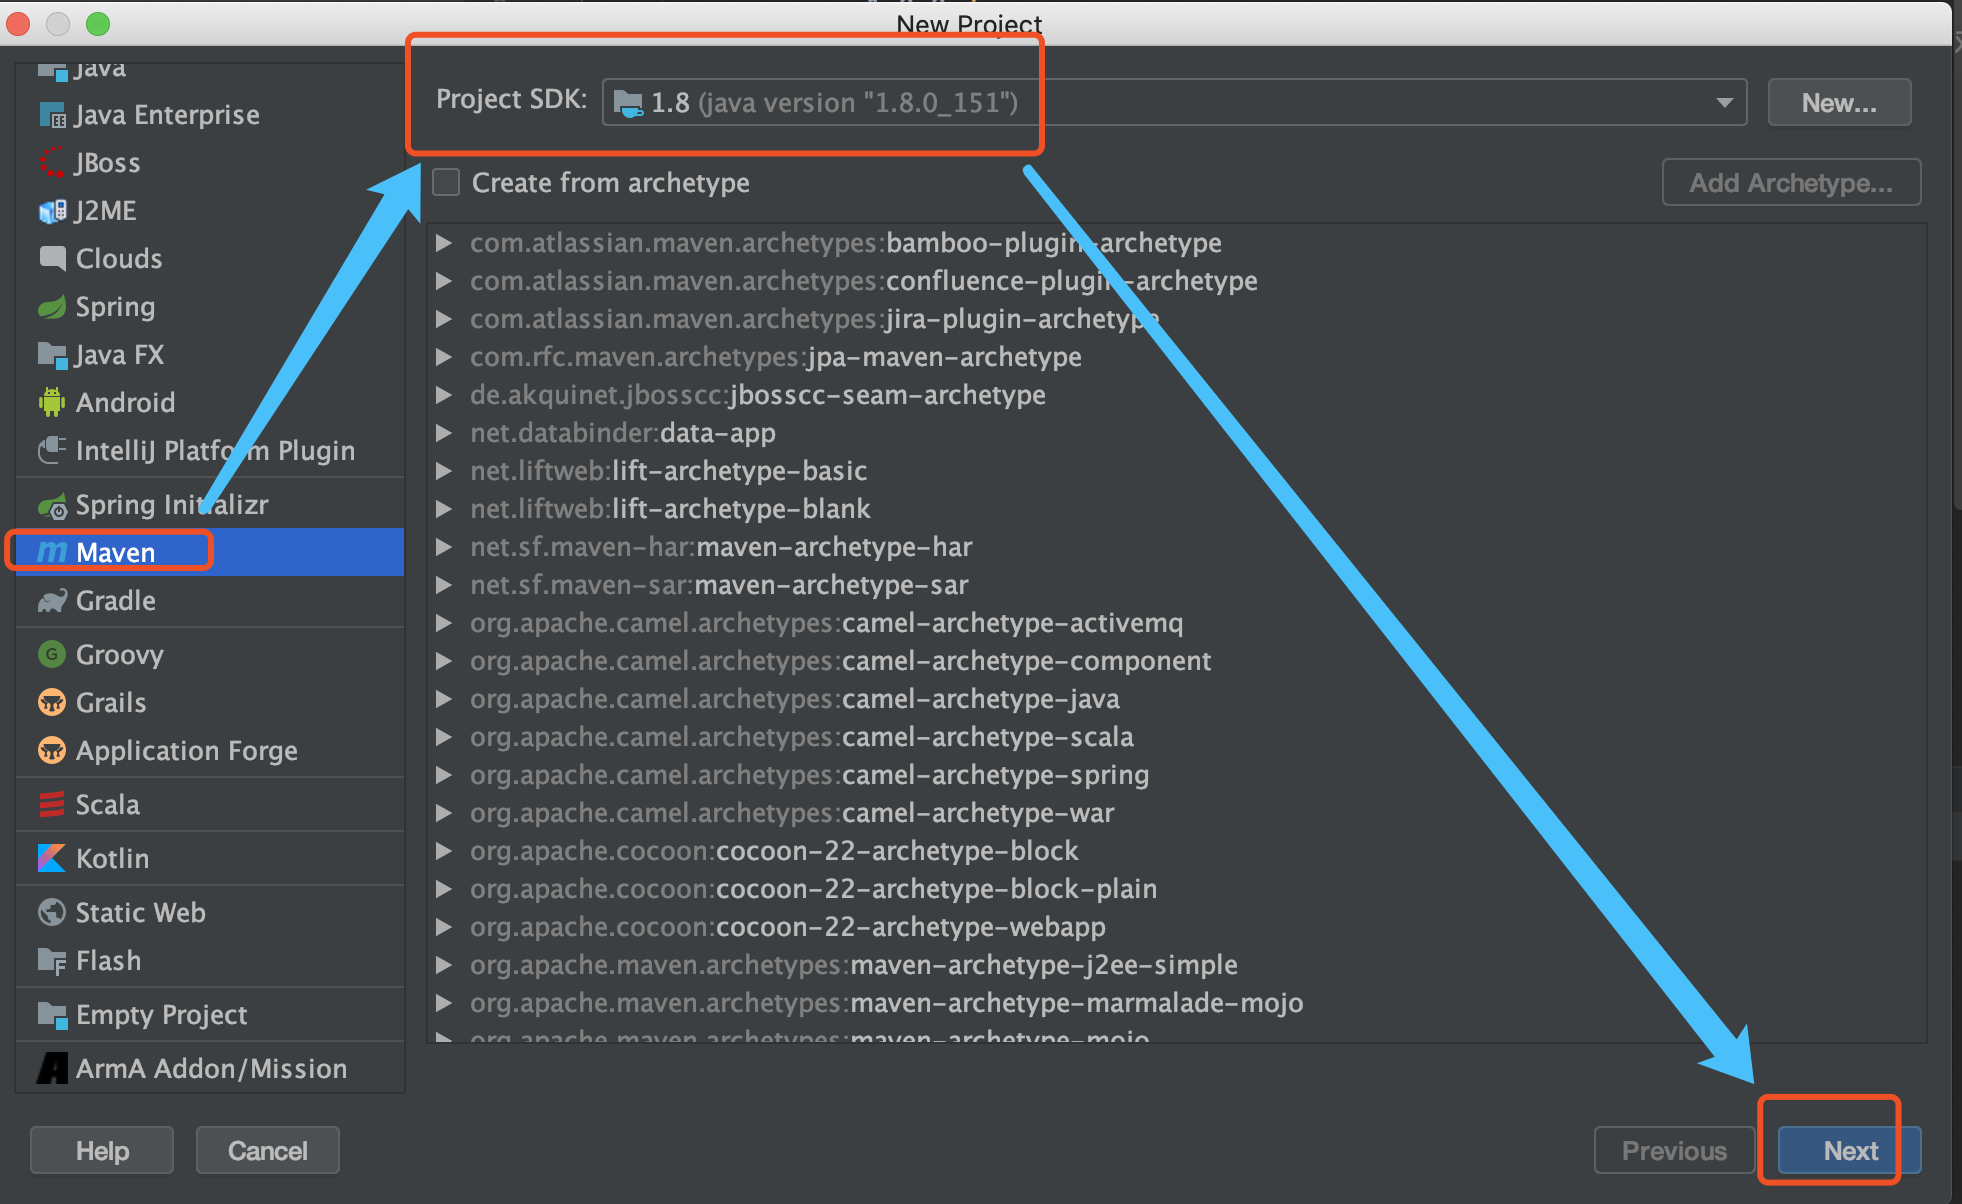 New Project
Java
Java Enterprise
JBoss
J2ME
Clouds
Spring
Java FX
Android
IntelliJ Platform Plugin
Spring Initializr
Maven
Gradle
Groovy
Grails
Application Forge
Scala
Kotlin
Static Web
Flash
Empty Project
ArmA Addon/Mission
Project SDK: 1.8 (java version "1.8.0_151") New...
Create from archetype Add Archetype...
com.atlassian.maven.archetypes:bamboo-plugin-archetype
com.atlassian.maven.archetypes:confluence-plugin-archetype
com.atlassian.maven.archetypes:jira-plugin-archetype
com.rfc.maven.archetypes:jpa-maven-archetype
de.akquinet.jbosscc:jbosscc-seam-archetype
net.databinder:data-app
net.liftweb:lift-archetype-basic
net.liftweb:lift-archetype-blank
net.sf.maven-har:maven-archetype-har
net.sf.maven-sar:maven-archetype-sar
org.apache.camel.archetypes:camel-archetype-activemq
org.apache.camel.archetypes:camel-archetype-component
org.apache.camel.archetypes:camel-archetype-java
org.apache.camel.archetypes:camel-archetype-scala
org.apache.camel.archetypes:camel-archetype-spring
org.apache.camel.archetypes:camel-archetype-war
org.apache.cocoon:cocoon-22-archetype-block
org.apache.cocoon:cocoon-22-archetype-block-plain
org.apache.cocoon:cocoon-22-archetype-webapp
org.apache.maven.archetypes:maven-archetype-j2ee-simple
org.apache.maven.archetypes:maven-archetype-marmalade-mojo
org.apache.maven.archetypes:maven-archetype-mojo
Help Cancel Previous Next